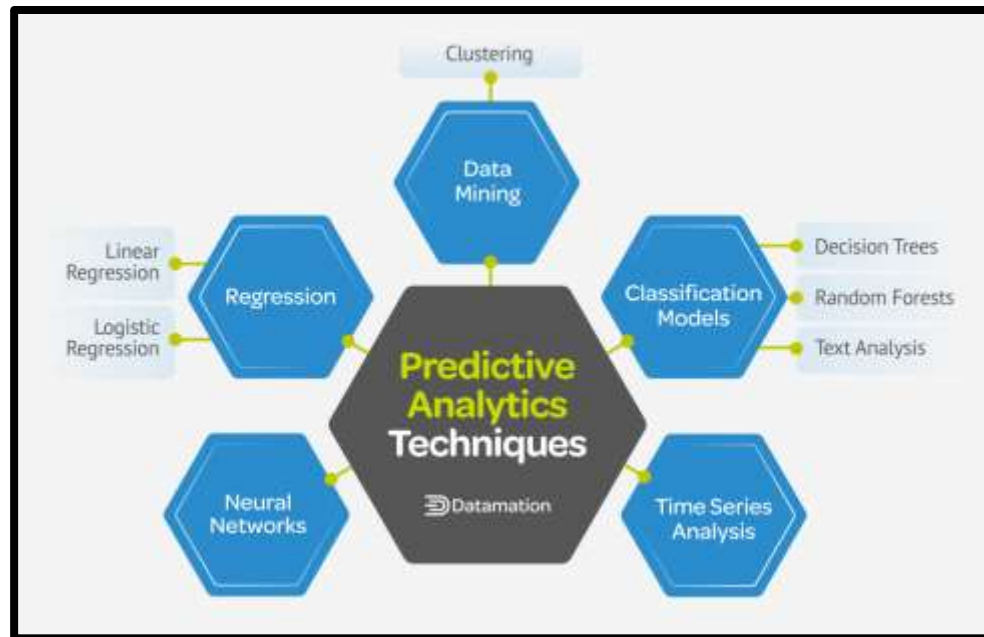 Clustering
Data
Mining
Linear
Regression
Logistic
Regression
Regression
Classification
Models
Decision Trees
Random Forests
Text Analysis
Predictive
Analytics
Techniques
Datamation
Neural
Networks
Time Series
Analysis